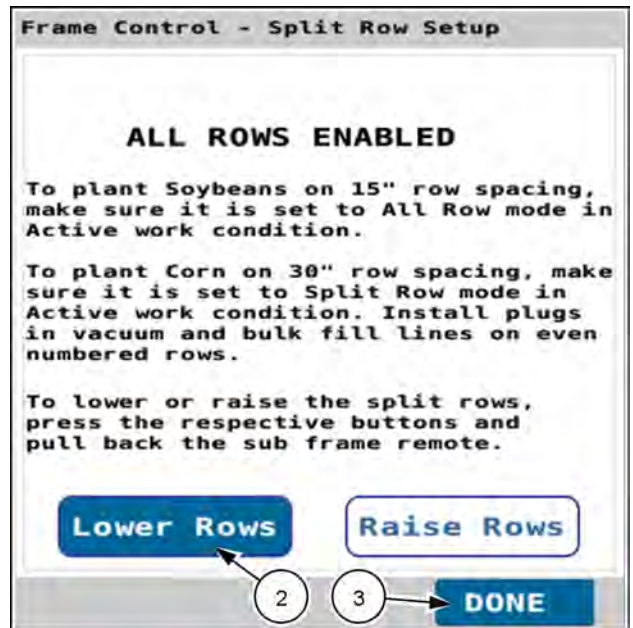 Frame Control - Split Row Setup
ALL ROWS ENABLED
To plant Soybeans on 15" row spacing,
make sure it is set to All Row mode in
Active work condition.
To plant Corn on 30" row spacing, make
sure it is set to Split Row mode in
Active work condition. Install plugs
in vacuum and bulk fill lines on even
numbered rows.
To lower or raise the split rows,
press the respective buttons and
pull back the sub frame remote.
Lower Rows
Raise Rows
2
3
DONE